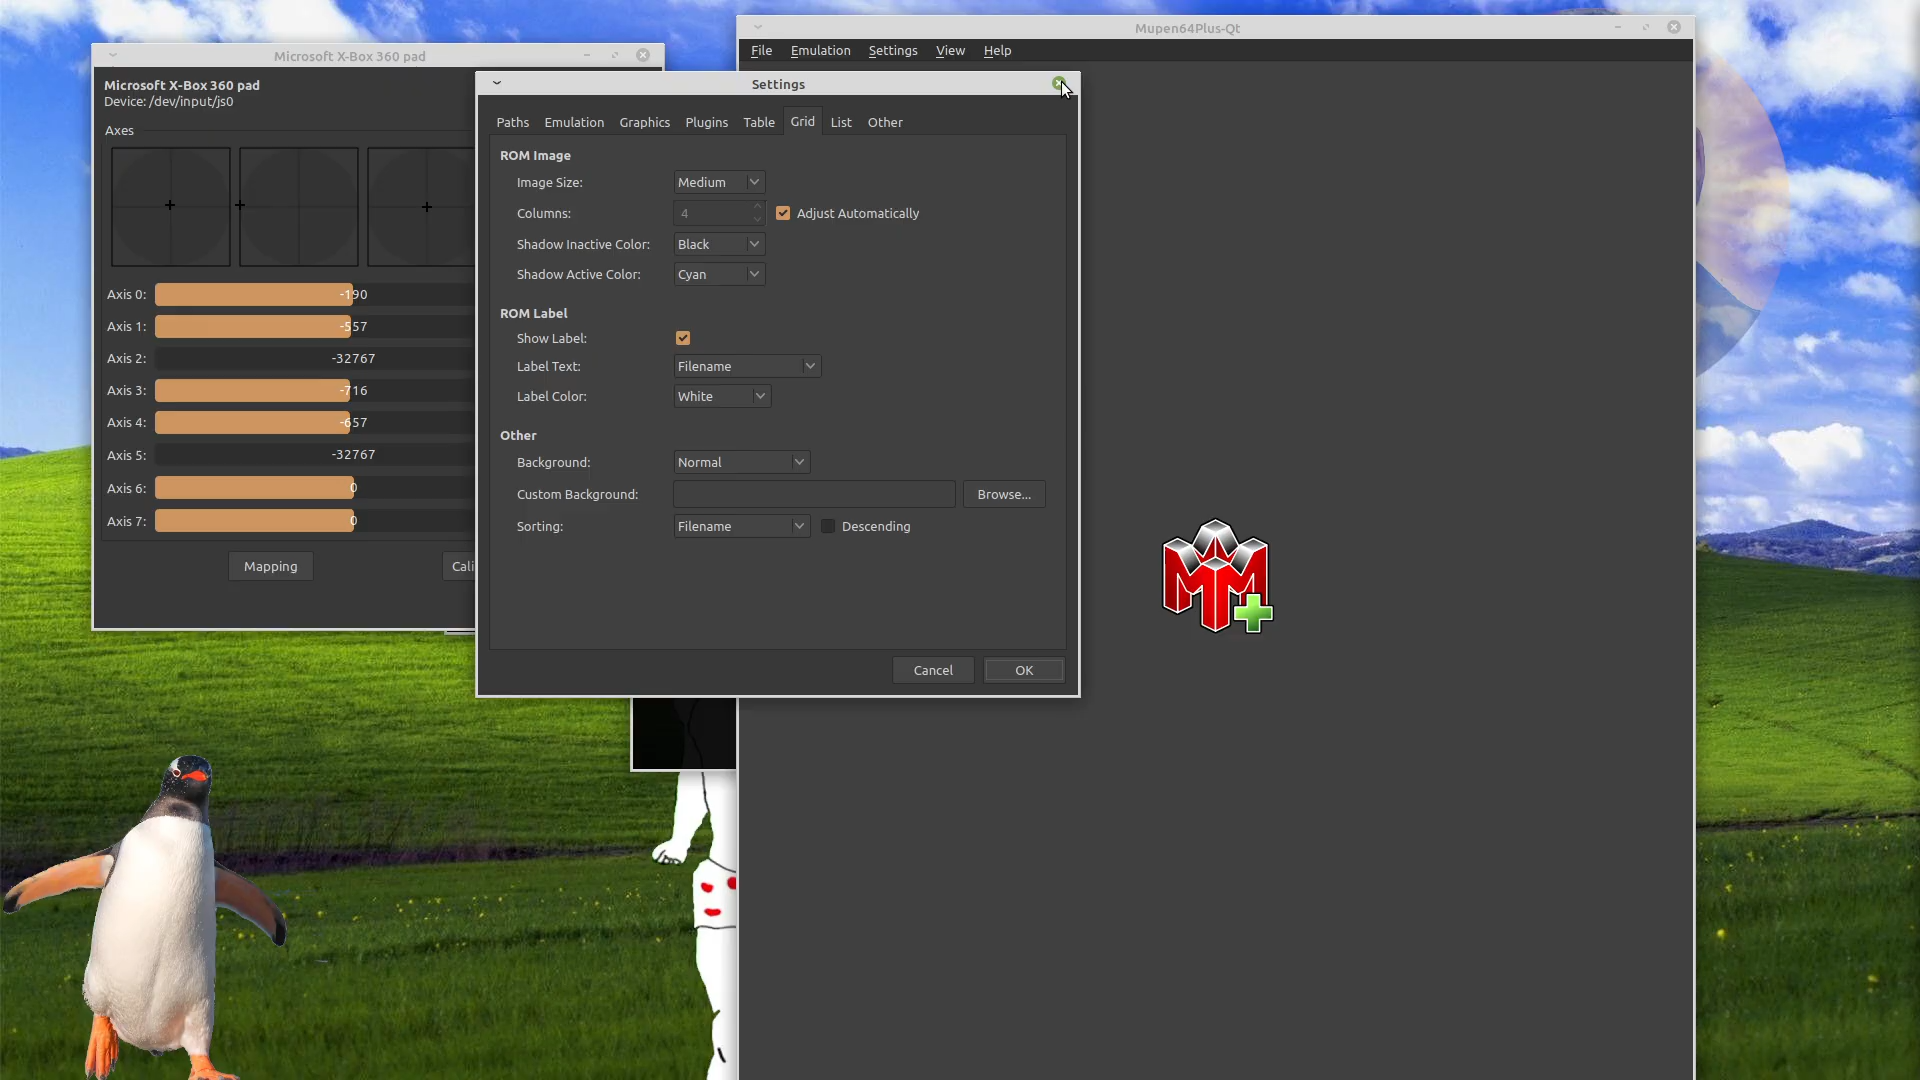 Microsoft X-Box 360 pad
Microsoft X-Box 360 pad
Device: /dev/input/js0
Axes
Axis 0: -190
Axis 1: -557
Axis 2: -32767
Axis 3: -716
Axis 4: -657
Axis 5: -32767
Axis 6: 0
Axis 7: 0
Mapping
Cali
Mupen64Plus-Qt
File Emulation Settings View Help
Settings
Paths Emulation Graphics Plugins Table Grid List Other
ROM Image
Image Size: Medium
Columns: 4 Adjust Automatically
Shadow Inactive Color: Black
Shadow Active Color: Cyan
ROM Label
Show Label:
Label Text: Filename
Label Color: White
Other
Background: Normal
Custom Background: Browse...
Sorting: Filename Descending
Cancel OK